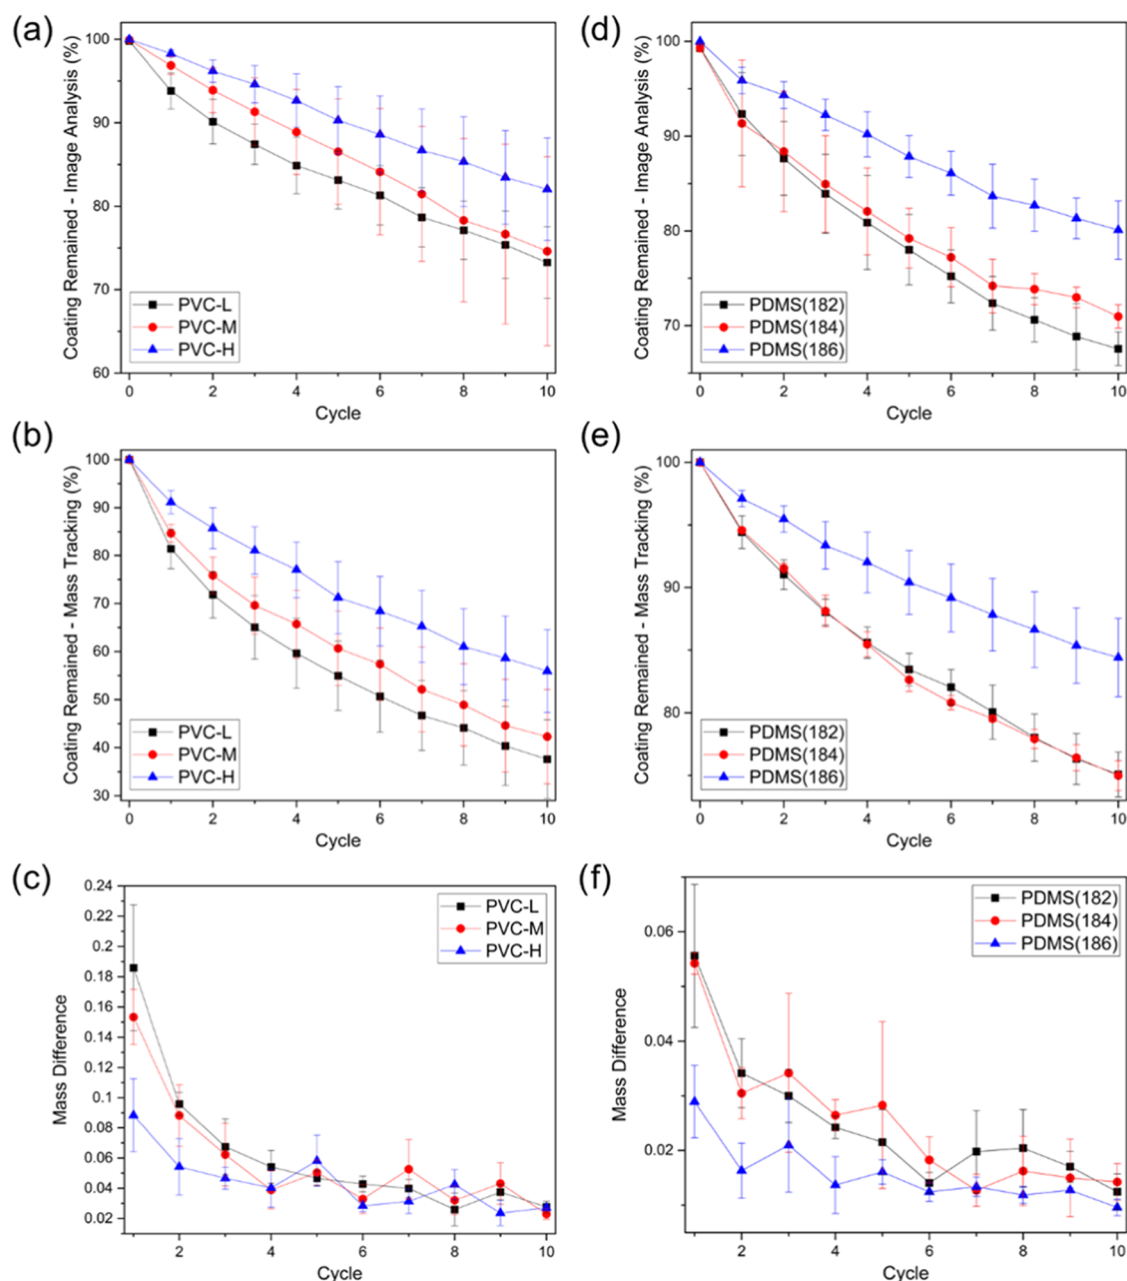 (a)
100
90
80
70
60
Coating Remained - Image Analysis (%)
PVC-L
PVC-M
PVC-H
0 2 4 6 8 10
Cycle
(d)
100
90
80
70
Coating Remained - Image Analysis (%)
PDMS(182)
PDMS(184)
PDMS(186)
0 2 4 6 8 10
Cycle
(b)
100
90
80
70
60
50
40
30
Coating Remained - Mass Tracking (%)
PVC-L
PVC-M
PVC-H
0 2 4 6 8 10
Cycle
(e)
100
90
80
Coating Remained - Mass Tracking (%)
PDMS(182)
PDMS(184)
PDMS(186)
0 2 4 6 8 10
Cycle
(c)
0.24
0.22
0.2
0.18
0.16
0.14
0.12
0.1
0.08
0.06
0.04
0.02
Mass Difference
PVC-L
PVC-M
PVC-H
2 4 6 8 10
Cycle
(f)
0.06
0.04
0.02
Mass Difference
PDMS(182)
PDMS(184)
PDMS(186)
2 4 6 8 10
Cycle